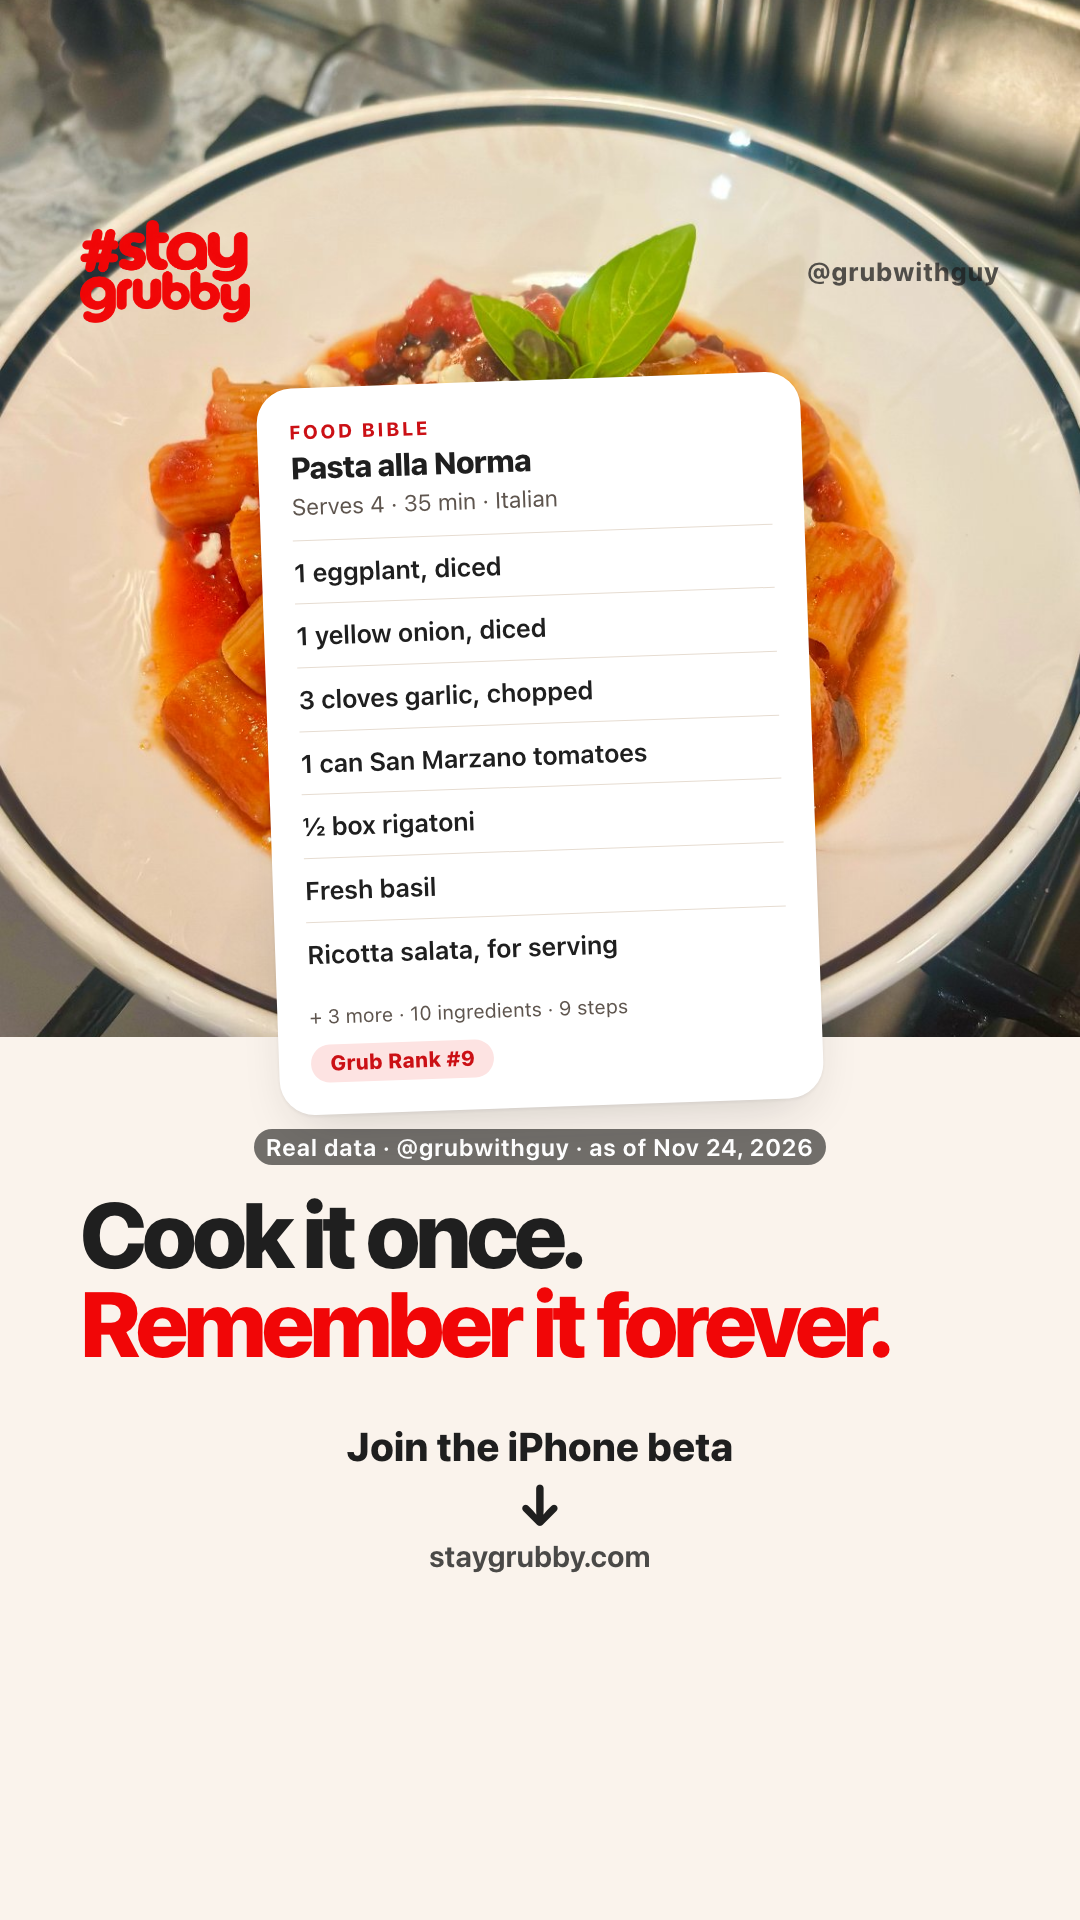 #stay
grubby
@grubwithguy
FOOD BIBLE
Pasta alla Norma
Serves 4 · 35 min · Italian
1 eggplant, diced
1 yellow onion, diced
3 cloves garlic, chopped
1 can San Marzano tomatoes
½ box rigatoni
Fresh basil
Ricotta salata, for serving
+ 3 more · 10 ingredients · 9 steps
Grub Rank #9
Real data · @grubwithguy · as of Nov 24, 2026
Cook it once.
Remember it forever.
Join the iPhone beta
↓
staygrubby.com